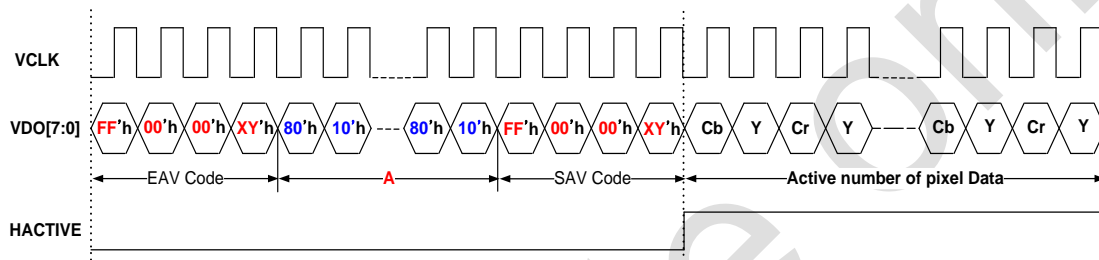 VCLK
VDO[7:0] FF'h 00'h 00'h XY'h 80'h 10'h 80'h 10'h FF'h 00'h 00'h XY'h Cb Y Cr Y Cb Y Cr Y
EAV Code A SAV Code Active number of pixel Data
HACTIVE